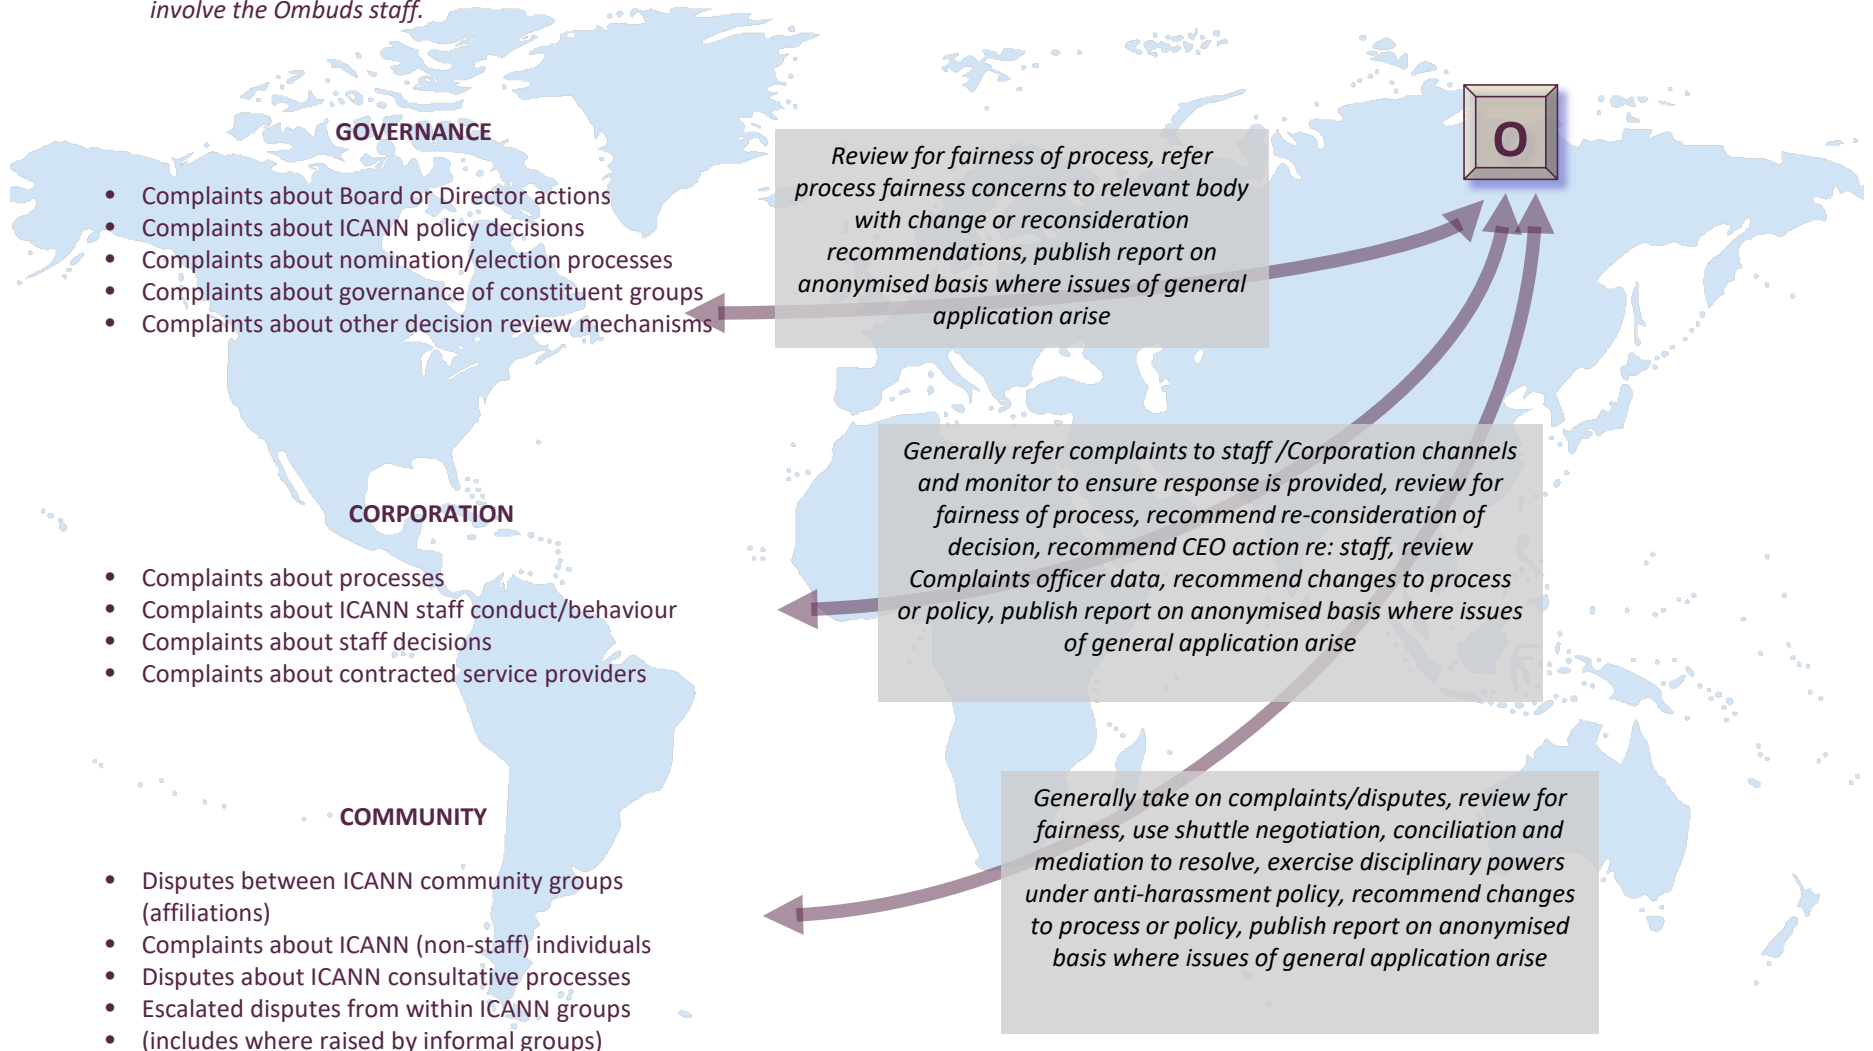 involve the Ombuds staff.
O
GOVERNANCE
• Complaints about Board or Director actions
• Complaints about ICANN policy decisions
• Complaints about nomination/election processes
• Complaints about governance of constituent groups
• Complaints about other decision review mechanisms
Review for fairness of process, refer
process fairness concerns to relevant body
with change or reconsideration
recommendations, publish report on
anonymised basis where issues of general
application arise
CORPORATION
• Complaints about processes
• Complaints about ICANN staff conduct/behaviour
• Complaints about staff decisions
• Complaints about contracted service providers
Generally refer complaints to staff /Corporation channels
and monitor to ensure response is provided, review for
fairness of process, recommend re-consideration of
decision, recommend CEO action re: staff, review
Complaints officer data, recommend changes to process
or policy, publish report on anonymised basis where issues
of general application arise
COMMUNITY
• Disputes between ICANN community groups
(affiliations)
• Complaints about ICANN (non-staff) individuals
• Disputes about ICANN consultative processes
• Escalated disputes from within ICANN groups
• (includes where raised by informal groups)
Generally take on complaints/disputes, review for
fairness, use shuttle negotiation, conciliation and
mediation to resolve, exercise disciplinary powers
under anti-harassment policy, recommend changes
to process or policy, publish report on anonymised
basis where issues of general application arise